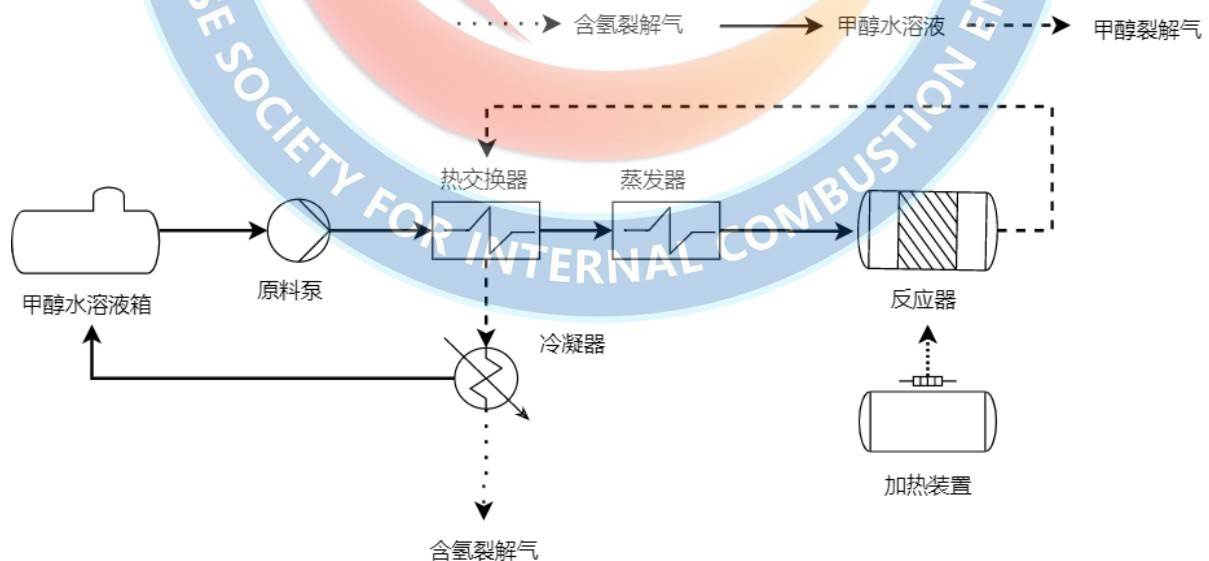 含氢裂解气 甲醇水溶液 甲醇裂解气
热交换器 蒸发器
甲醇水溶液箱 原料泵 反应器
冷凝器
加热装置
含氢裂解气
SE SOCIETY FOR INTERNAL COMBUSTION EN